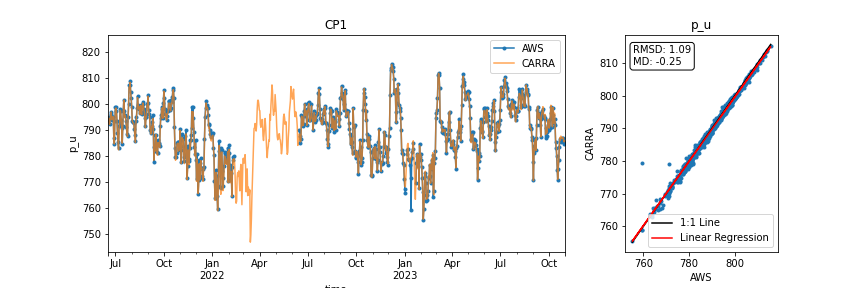 CP1
p_u
820
810
800
790
780
770
760
750
AWS
CARRA
Jul
Oct
Jan
2022
Apr
Jul
Oct
Jan
2023
Apr
Jul
Oct
time
p_u
RMSD: 1.09
MD: -0.25
CARRA
810
800
790
780
770
760
1:1 Line
Linear Regression
760
780
800
AWS